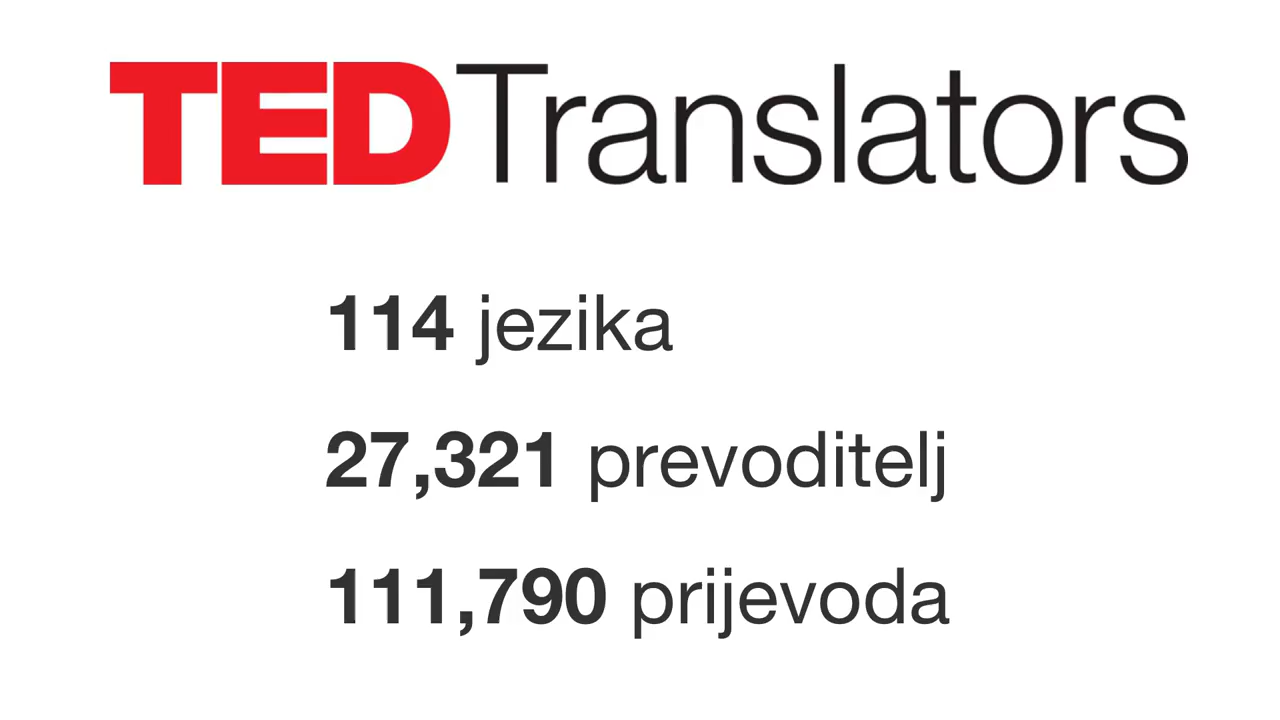 TEDTranslators
114 jezika
27,321 prevoditelj
111,790 prijevoda